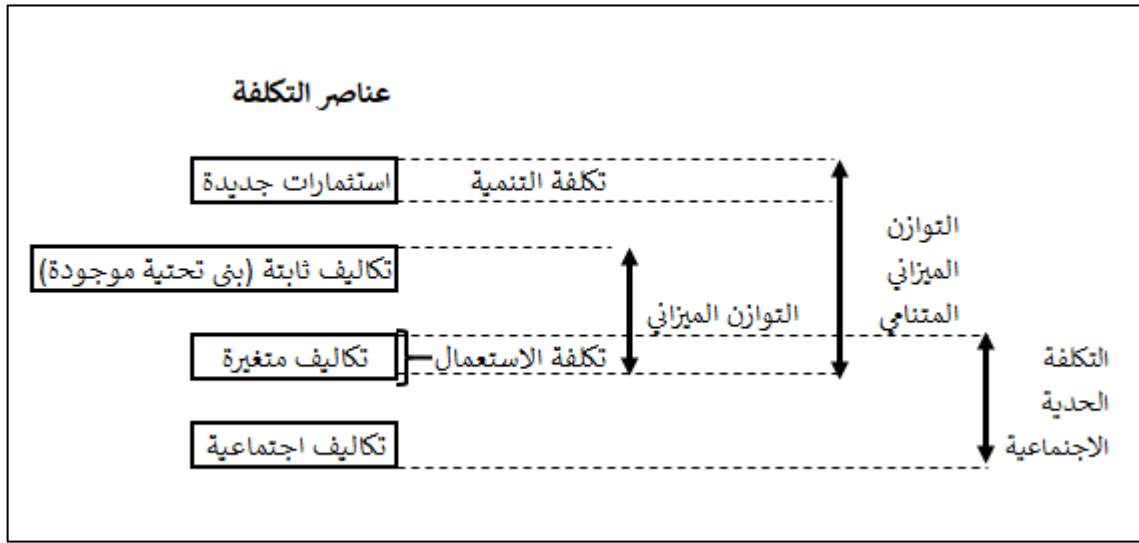 عناصر التكلفة
استثمارات جديدة
تكلفة التنمية
تكاليف ثابتة (بنى تحتية موجودة)
التوازن الميزاني
تكاليف متغيرة
تكلفة الاستعمال
تكاليف اجتماعية
التوازن
الميزاني
المتنامي
التكلفة
الحدية
الاجتماعية